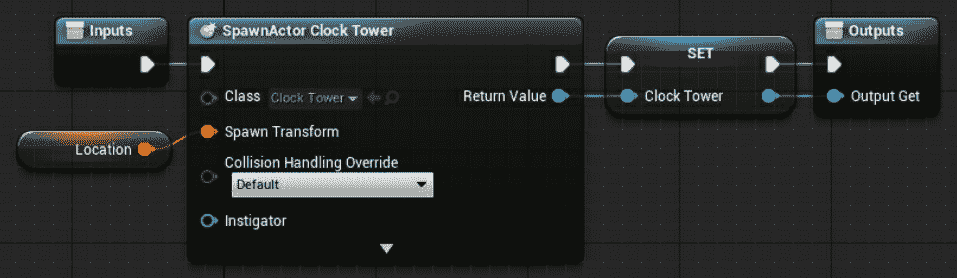 Inputs
SpawnActor Clock Tower
SET
Outputs
Class Clock Tower
Return Value
Clock Tower
Output Get
Location
Spawn Transform
Collision Handling Override
Default
Instigator